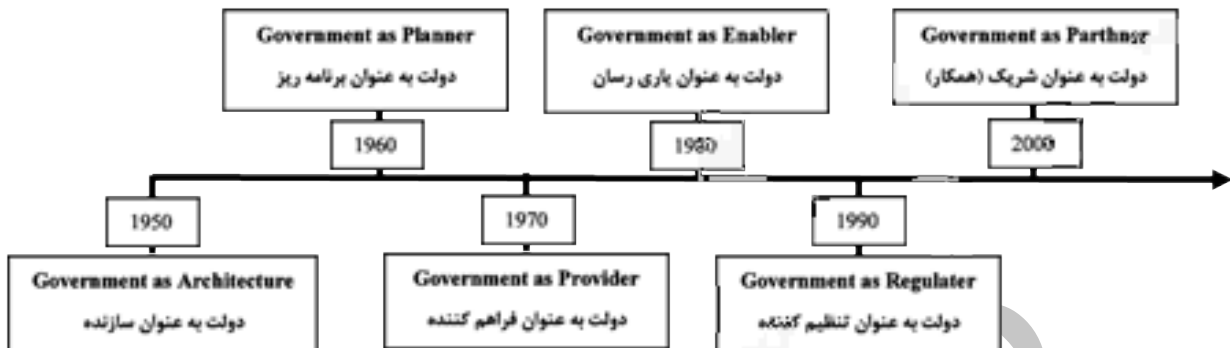 Government as Planner
دولت به عنوان برنامه ریز
Government as Enabler
دولت به عنوان یاری رسان
Government as Parthner
دولت به عنوان شریک (همکار)
1960
1980
2000
1950
1970
1990
Government as Architecture
دولت به عنوان سازنده
Government as Provider
دولت به عنوان فراهم کننده
Government as Regulater
دولت به عنوان تنظیم کننده